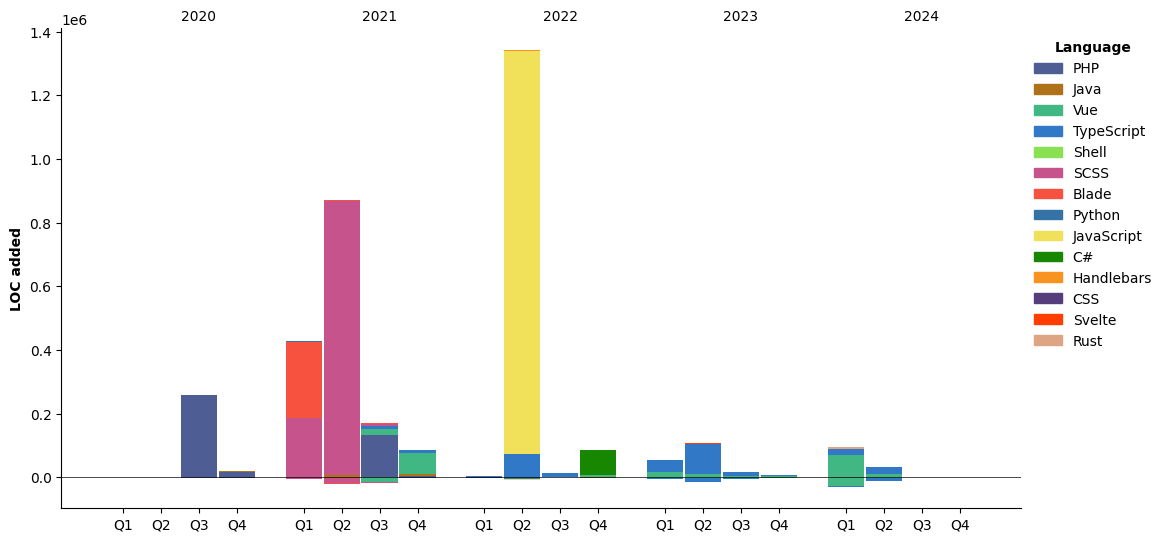 2020 2021 2022 2023 2024
1e6
1.4
1.2
1.0
0.8
0.6
0.4
0.2
0.0
LOC added
Q1 Q2 Q3 Q4 Q1 Q2 Q3 Q4 Q1 Q2 Q3 Q4 Q1 Q2 Q3 Q4 Q1 Q2 Q3 Q4
Language
PHP
Java
Vue
TypeScript
Shell
SCSS
Blade
Python
JavaScript
C#
Handlebars
CSS
Svelte
Rust